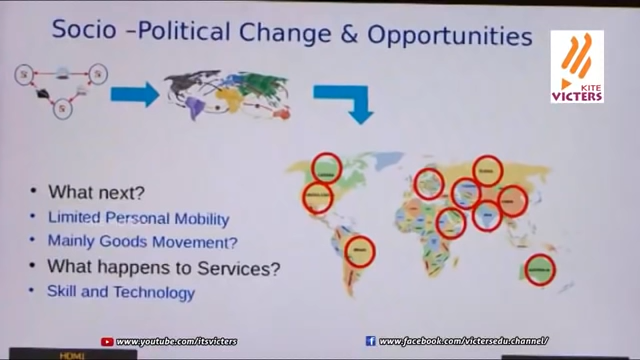 Socio –Political Change & Opportunities
KITE
VICTERS
• What next?
• Limited Personal Mobility
• Mainly Goods Movement?
• What happens to Services?
• Skill and Technology
HDMI
www.youtube.com/itsvicters
www.facebook.com/victersedu.channel/